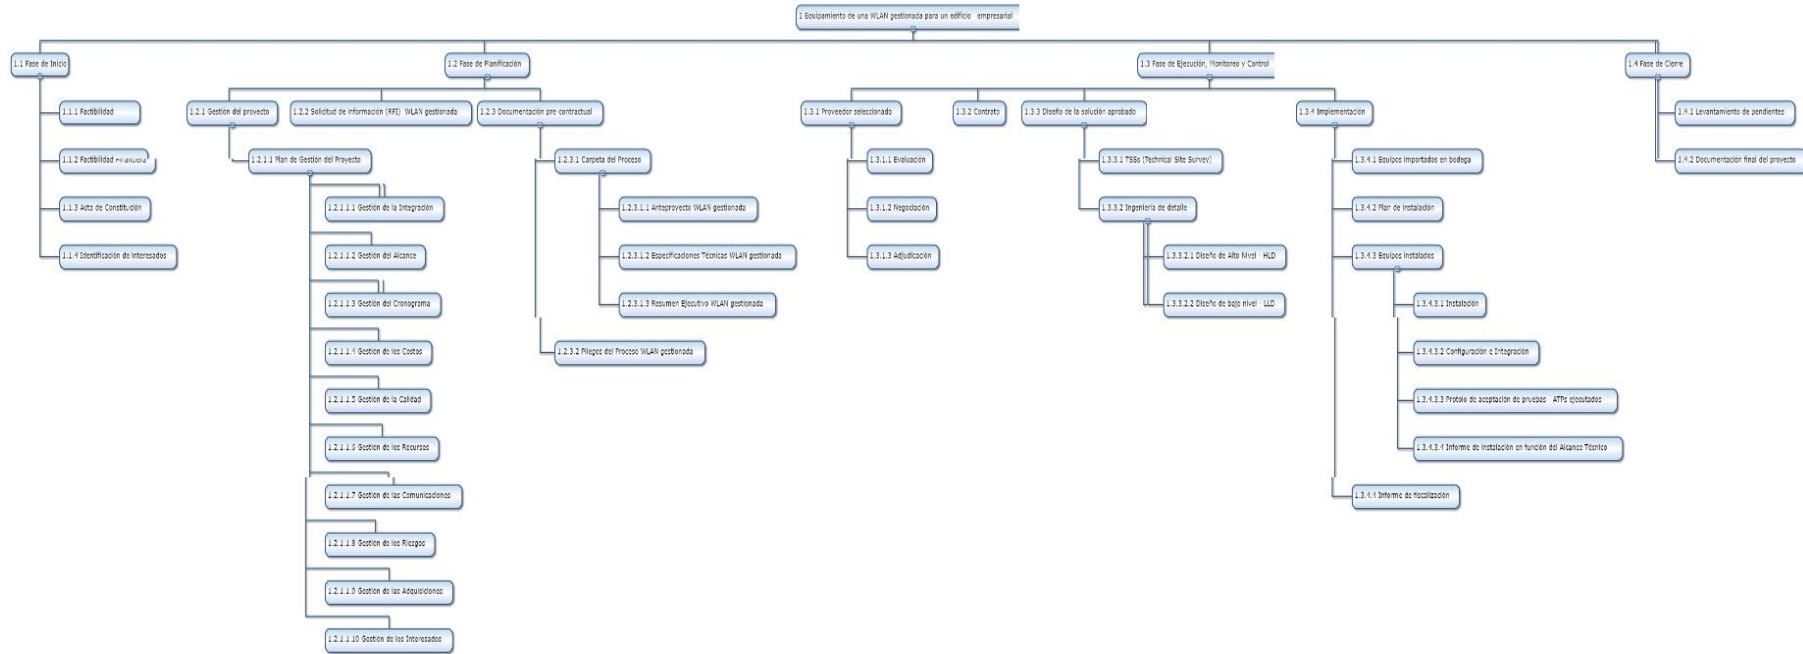 1 Equipamiento de una WLAN gestionada para un edificio empresarial
1.1 Fase de Inicio
1.1.1 Factibilidad
1.1.2 Factibilidad Financiera
1.1.3 Acta de Constitución
1.1.4 Identificación de interesados
1.2 Fase de Planificación
1.2.1 Gestión del proyecto
1.2.1.1 Plan de Gestión del Proyecto
1.2.1.1.1 Gestión de la Integración
1.2.1.1.2 Gestión del Alcance
1.2.1.1.3 Gestión del Cronograma
1.2.1.1.4 Gestión de los Costos
1.2.1.1.5 Gestión de la Calidad
1.2.1.1.6 Gestión de los Recursos
1.2.1.1.7 Gestión de las Comunicaciones
1.2.1.1.8 Gestión de los Riesgos
1.2.1.1.9 Gestión de las Adquisiciones
1.2.1.1.10 Gestión de los Interesados
1.2.2 Solicitud de Información (RFI) WLAN gestionada
1.2.3 Documentación pre-contractual
1.2.3.1 Carpeta del Proceso
1.2.3.1.1 Anteproyecto WLAN gestionada
1.2.3.1.2 Especificaciones Técnicas WLAN gestionada
1.2.3.1.3 Resumen Ejecutivo WLAN gestionada
1.2.3.2 Pliegos del Proceso WLAN gestionada
1.3 Fase de Ejecución, Monitoreo y Control
1.3.1 Proveedor seleccionado
1.3.1.1 Evaluación
1.3.1.2 Negociación
1.3.1.3 Adjudicación
1.3.2 Contrato
1.3.3 Diseño de la solución aprobado
1.3.3.1 TSSs (Technical Site Survey)
1.3.3.2 Ingeniería de detalle
1.3.3.2.1 Diseño de Alto Nivel HLD
1.3.3.2.2 Diseño de bajo nivel LLD
1.3.4 Implementación
1.3.4.1 Equipos importados en bodega
1.3.4.2 Plan de Instalación
1.3.4.3 Equipos Instalados
1.3.4.3.1 Instalación
1.3.4.3.2 Configuración e Integración
1.3.4.3.3 Protolo de aceptación de pruebas ATPs ejecutados
1.3.4.3.4 Informe de instalación en función del Alcance Técnico
1.3.4.4 Informe de fiscalización
1.4 Fase de Cierre
1.4.1 Levantamiento de pendientes
1.4.2 Documentación final del proyecto